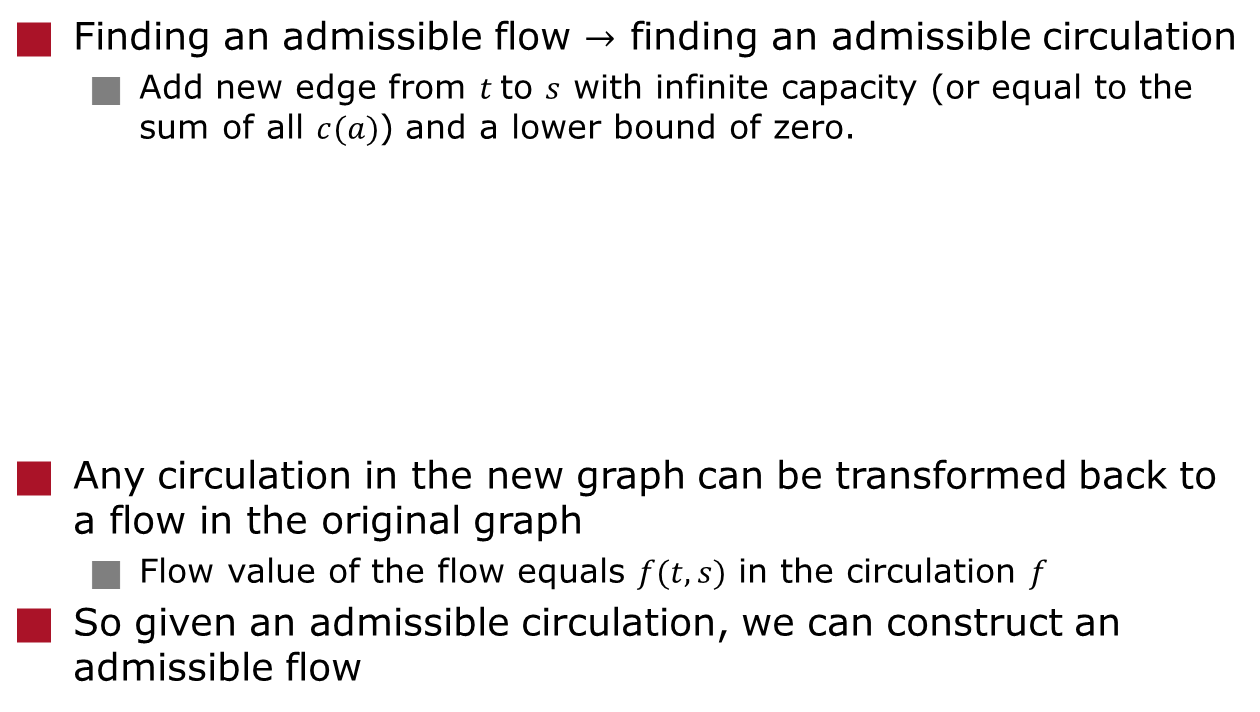 Finding an admissible flow → finding an admissible circulation
Add new edge from t to s with infinite capacity (or equal to the
sum of all c(a)) and a lower bound of zero.
Any circulation in the new graph can be transformed back to
a flow in the original graph
Flow value of the flow equals f(t, s) in the circulation f
So given an admissible circulation, we can construct an
admissible flow